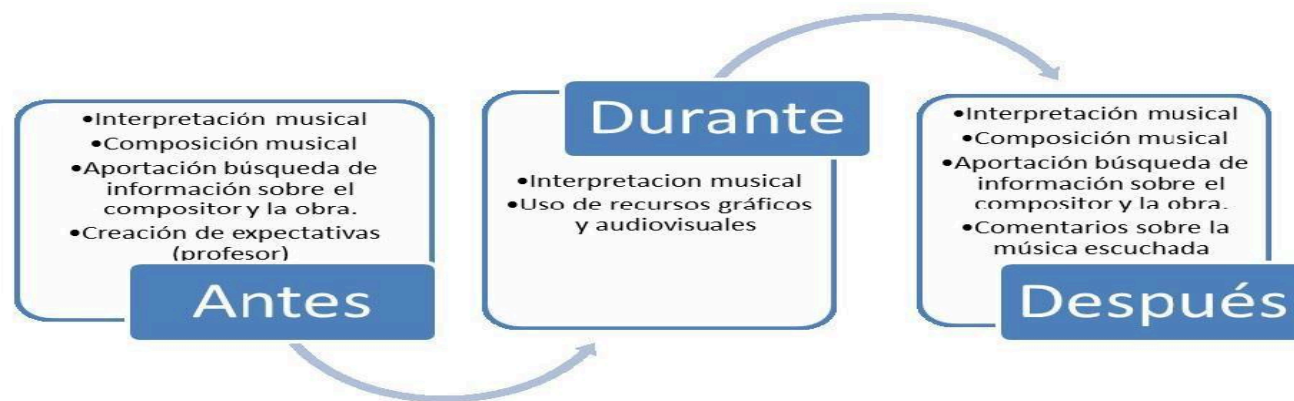 •Interpretación musical
•Composición musical
•Aportación búsqueda de
información sobre el
compositor y la obra.
•Creación de expectativas
(profesor)
Antes
Durante
•Interpretacion musical
•Uso de recursos gráficos
y audiovisuales
•Interpretación musical
•Composición musical
•Aportación búsqueda de
información sobre el
compositor y la obra.
•Comentarios sobre la
música escuchada
Después